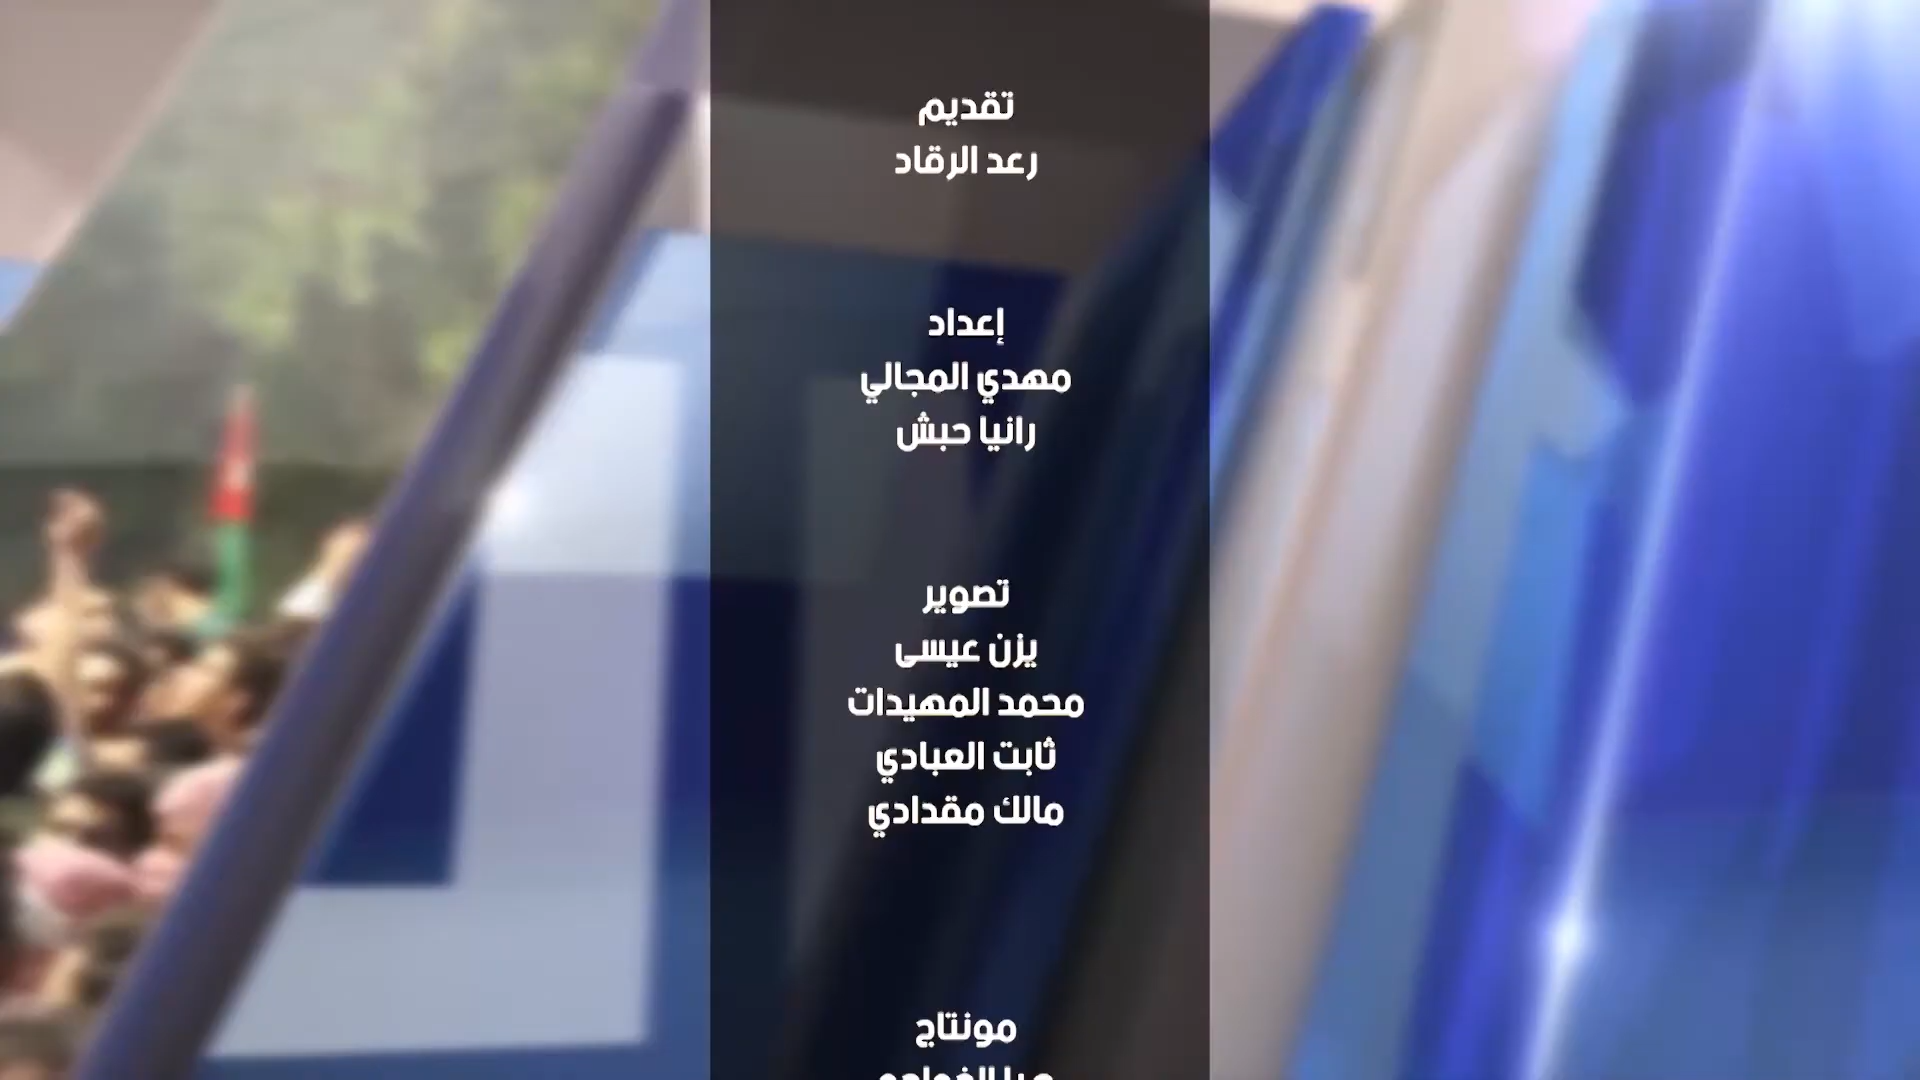 تقديم
رعد الرقاد
إعداد
مهدي المجالي
رانيا حبش
تصوير
يزن عيسى
محمد المهيدات
ثابت العبادي
مالك مقدادي
مونتاج